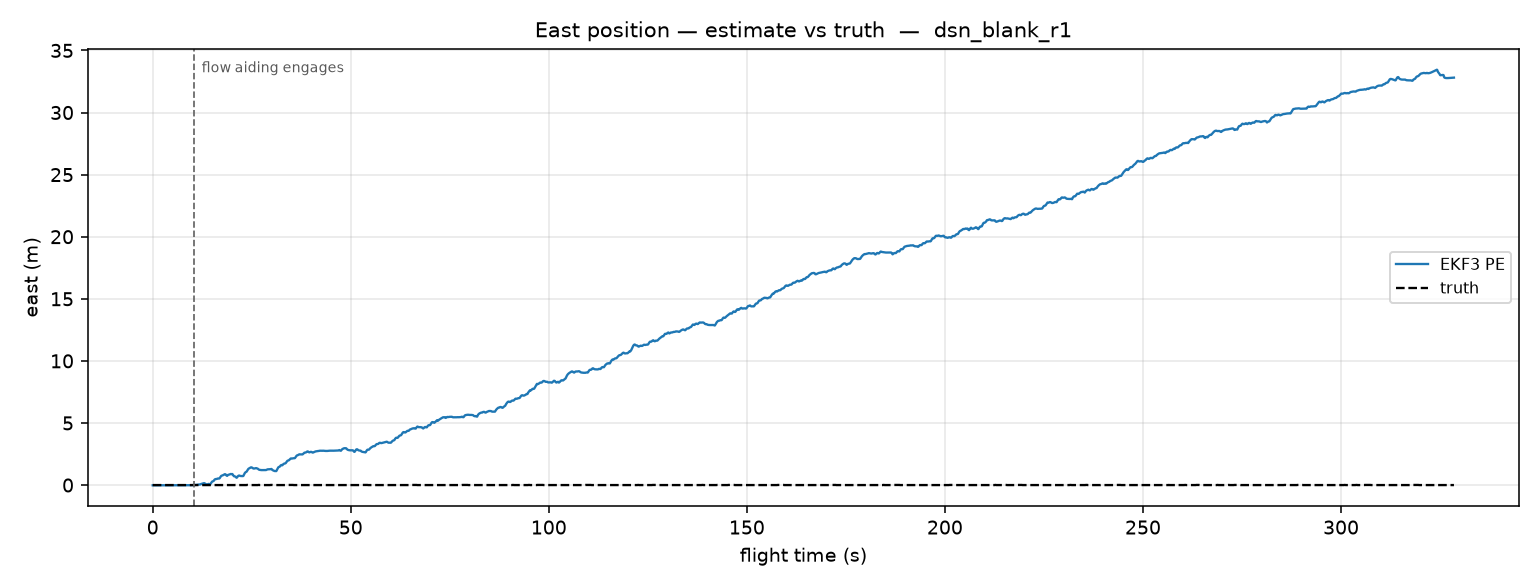 East position — estimate vs truth — dsn_blank_r1
flow aiding engages
east (m)
35
30
25
20
15
10
5
0
EKF3 PE
truth
0 50 100 150 200 250 300
flight time (s)